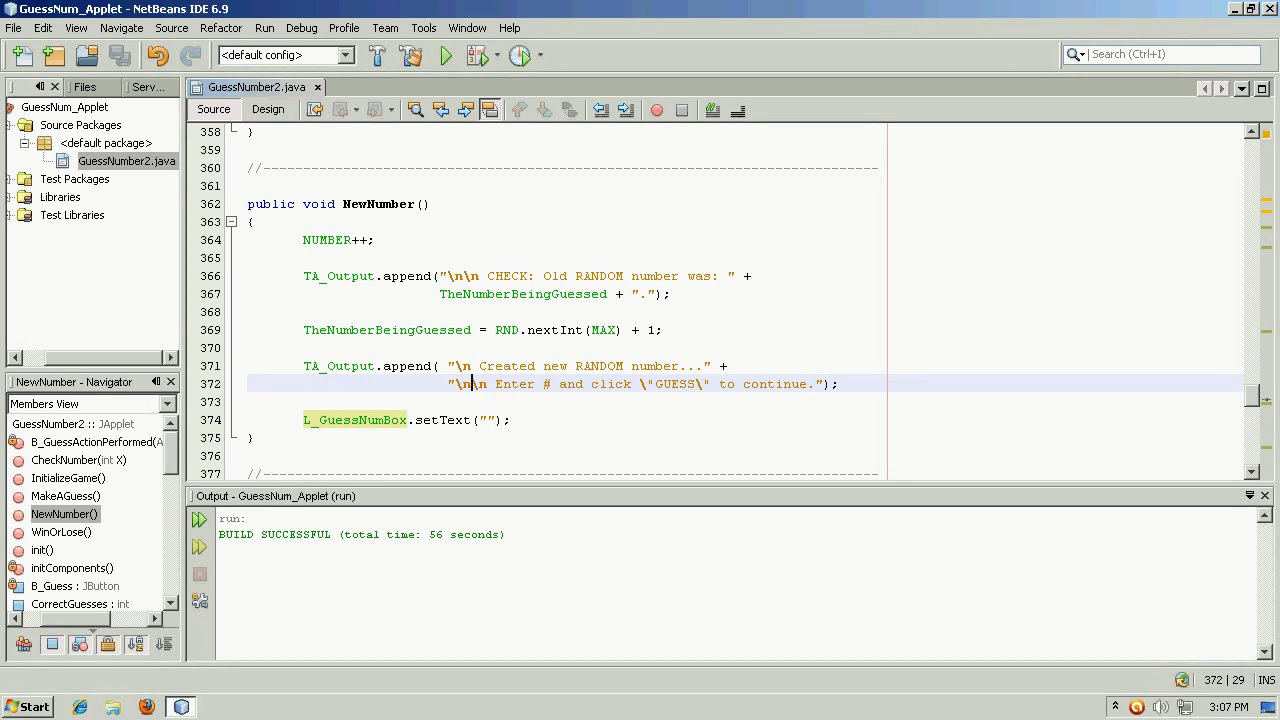 GuessNum_Applet - NetBeans IDE 6.9
File Edit View Navigate Source Refactor Run Debug Profile Team Tools Window Help
<default config>
Search (Ctrl+I)
Files Serv...
GuessNum_Applet
Source Packages
<default package>
GuessNumber2.java
Test Packages
Libraries
Test Libraries
GuessNumber2.java
Source Design
358 }
359
360 //-----------------------------------------------------------------------------
361
362 public void NewNumber()
363 {
364 NUMBER++;
365
366 TA_Output.append("\n\n CHECK: Old RANDOM number was: " +
367 TheNumberBeingGuessed + ".");
368
369 TheNumberBeingGuessed = RND.nextInt(MAX) + 1;
370
371 TA_Output.append( "\n Created new RANDOM number..." +
372 "\n\n Enter # and click \"GUESS\" to continue.");
373
374 L_GuessNumBox.setText("");
375 }
376
377 //-----------------------------------------------------------------------------
NewNumber - Navigator
Members View
GuessNumber2 :: JApplet
B_GuessActionPerformed(A
CheckNumber(int X)
InitializeGame()
MakeAGuess()
NewNumber()
WinOrLose()
init()
initComponents()
B_Guess : JButton
CorrectGuesses : int
Output - GuessNum_Applet (run)
run:
BUILD SUCCESSFUL (total time: 56 seconds)
372 | 29 INS
Start
3:07 PM